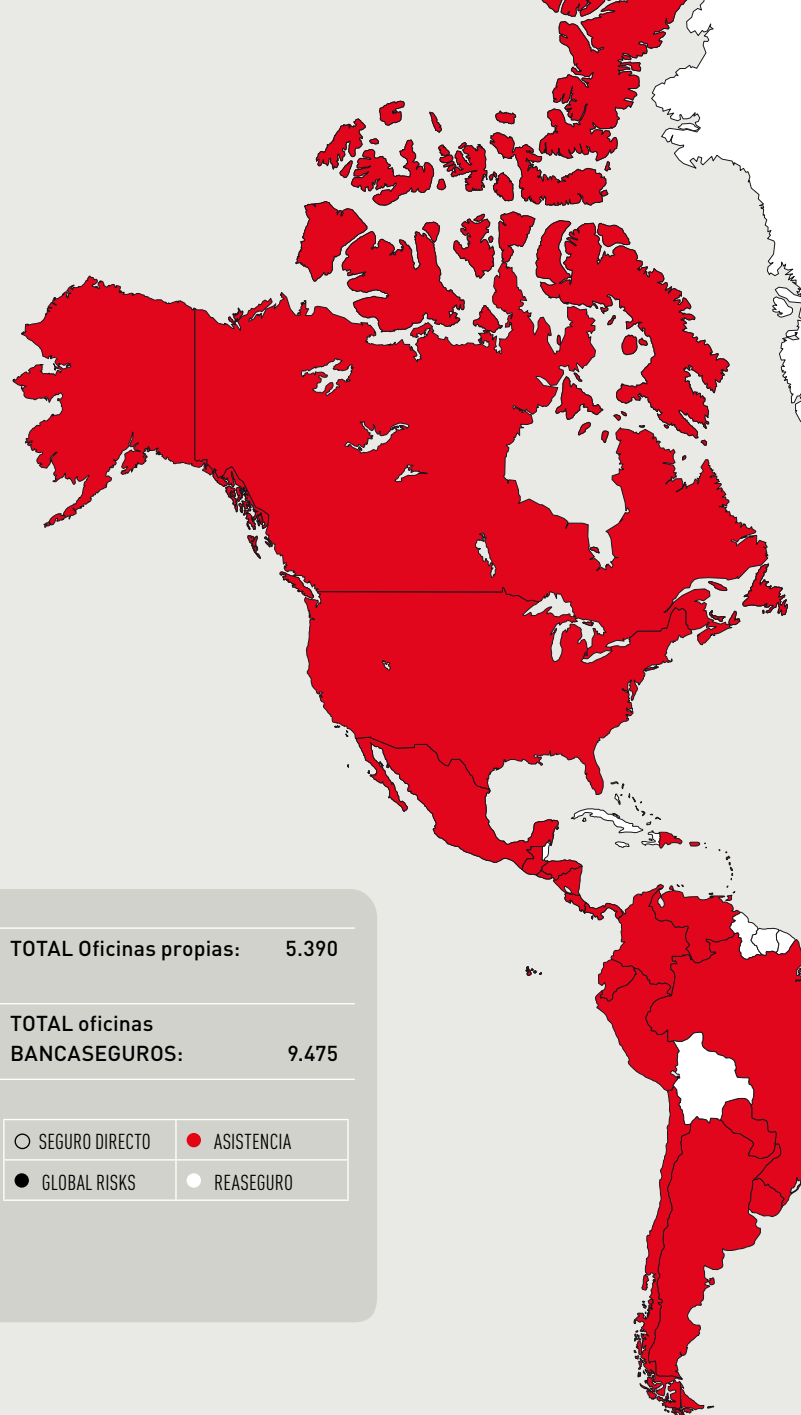 TOTAL Oficinas propias: 5.390
TOTAL oficinas
BANCASEGUROS: 9.475
SEGURO DIRECTO ASISTENCIA
GLOBAL RISKS REASEGURO